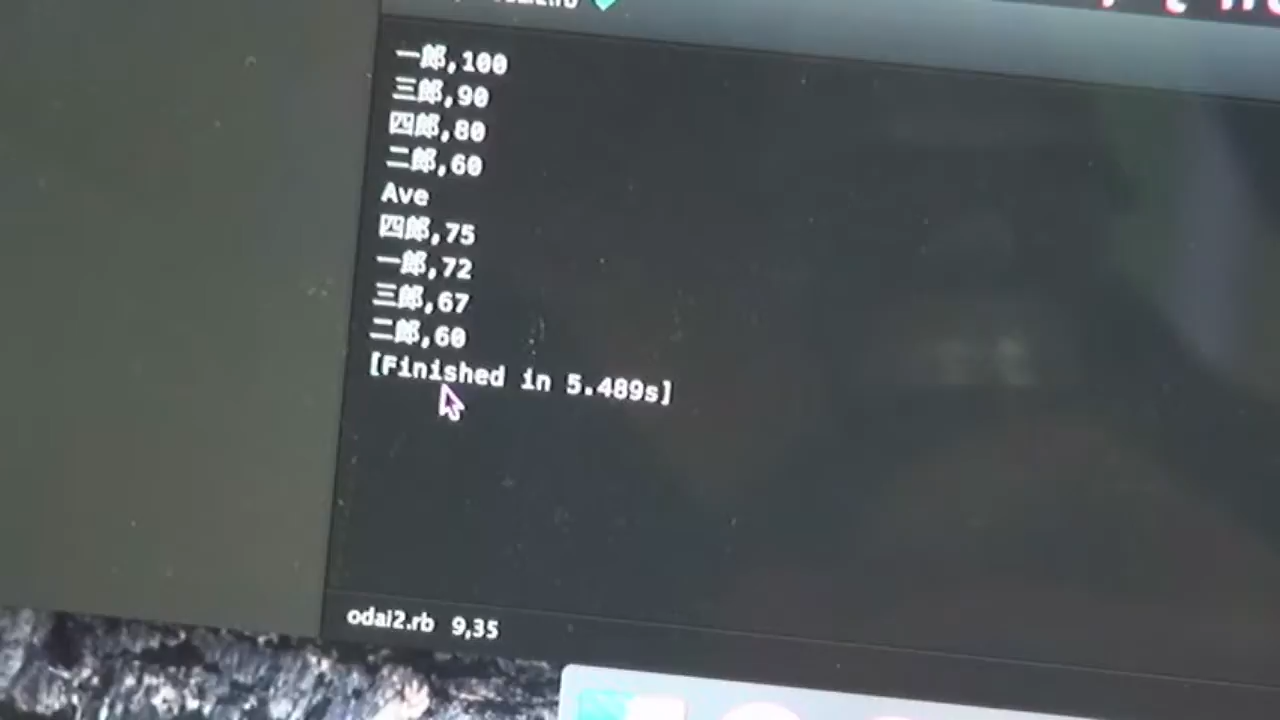 一郎,100
三郎,90
四郎,80
二郎,60
Ave
四郎,75
一郎,72
三郎,67
二郎,60
[Finished in 5.489s]
odai2.rb 9,35